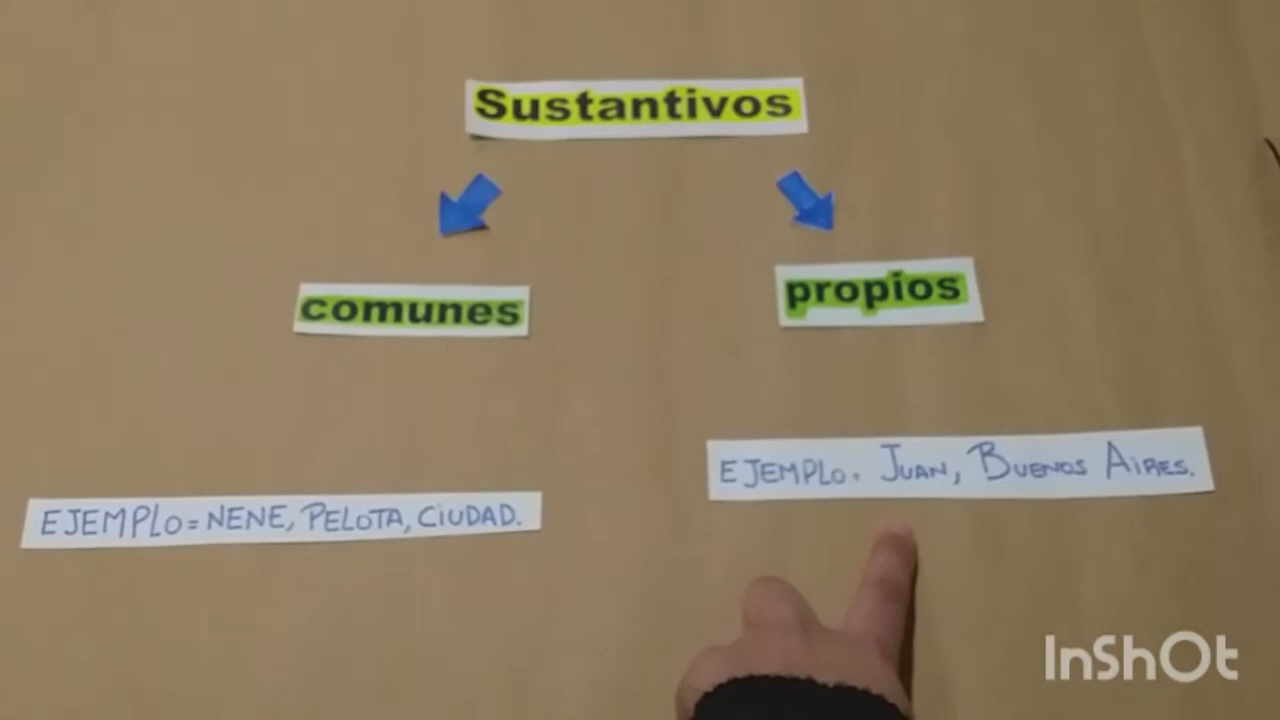 Sustantivos
comunes
propios
EJEMPLO: JUAN, BUENOS AIRES.
EJEMPLO= NENE, PELOTA, CIUDAD.
InShOt